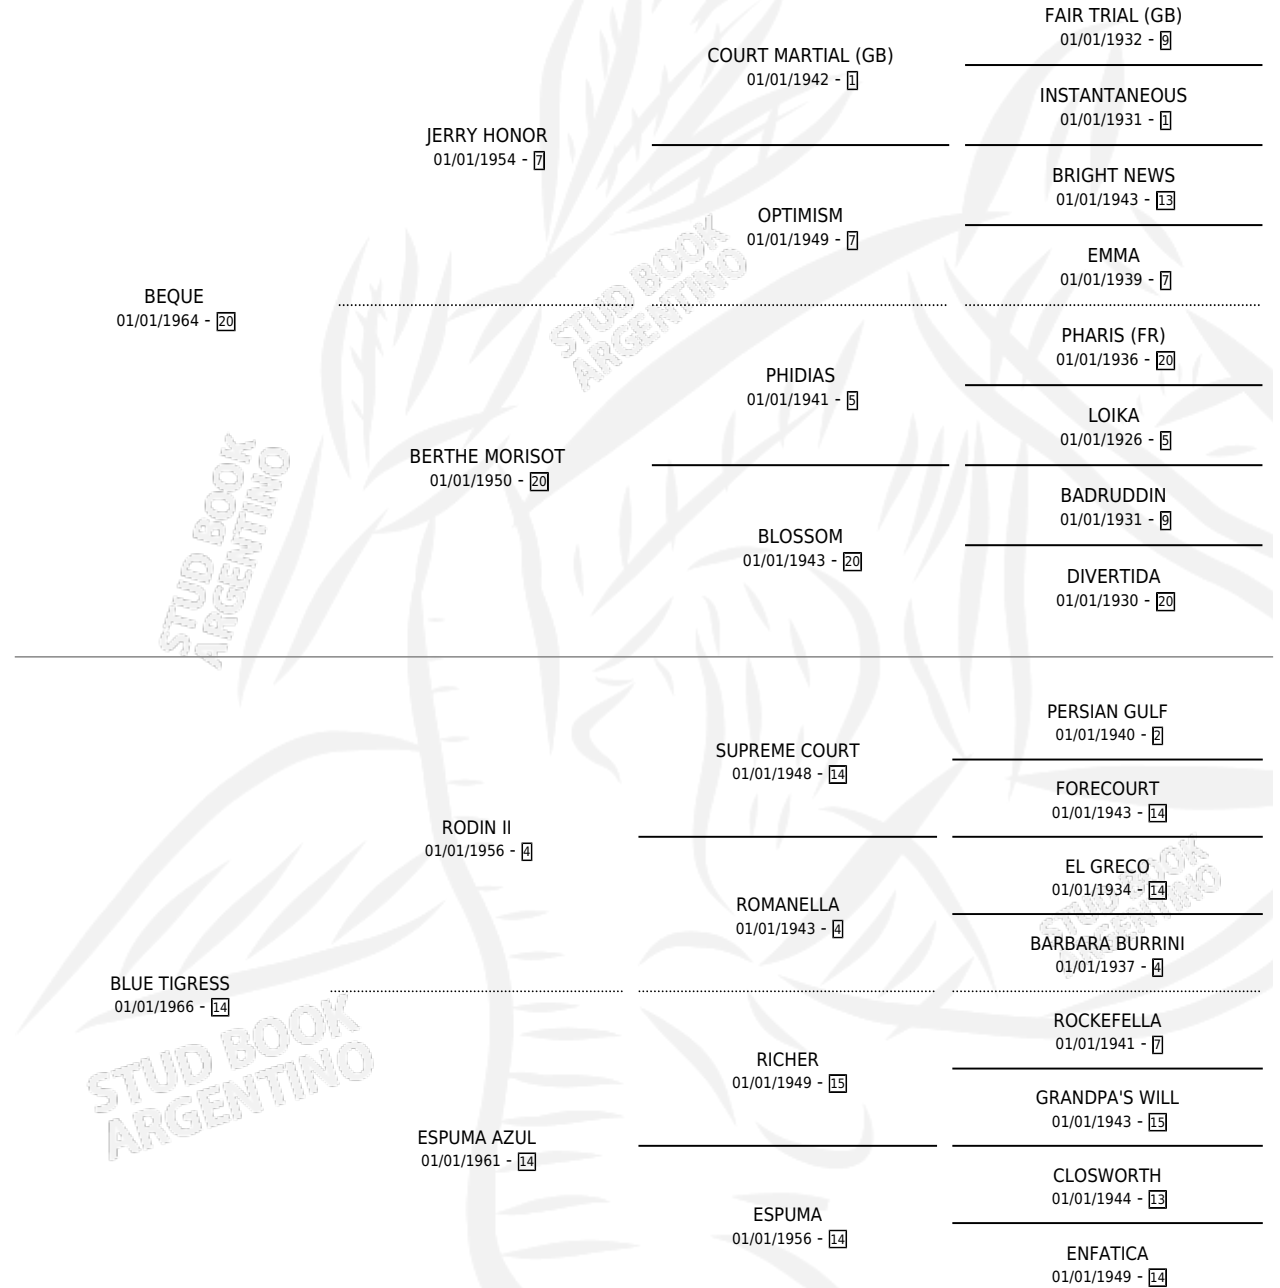 FAIR TRIAL (GB)
01/01/1932 - 9
COURT MARTIAL (GB)
01/01/1942 - 1
INSTANTANEOUS
01/01/1931 - 1
JERRY HONOR
01/01/1954 - 7
BRIGHT NEWS
01/01/1943 - 13
OPTIMISM
01/01/1949 - 7
EMMA
01/01/1939 - 7
BEQUE
01/01/1964 - 20
PHARIS (FR)
01/01/1936 - 20
PHIDIAS
01/01/1941 - 5
LOIKA
01/01/1926 - 5
BERTHE MORISOT
01/01/1950 - 20
BADRUDDIN
01/01/1931 - 9
BLOSSOM
01/01/1943 - 20
DIVERTIDA
01/01/1930 - 20
STUD BOOK
ARGENTINO
STUD BOOK
ARGENTINO
PERSIAN GULF
01/01/1940 - 2
SUPREME COURT
01/01/1948 - 14
FORECOURT
01/01/1943 - 14
RODIN II
01/01/1956 - 4
EL GRECO
01/01/1934 - 14
ROMANELLA
01/01/1943 - 4
BARBARA BURRINI
01/01/1937 - 4
BLUE TIGRESS
01/01/1966 - 14
ROCKEFELLA
01/01/1941 - 7
RICHER
01/01/1949 - 15
GRANDPA'S WILL
01/01/1943 - 15
ESPUMA AZUL
01/01/1961 - 14
CLOSWORTH
01/01/1944 - 13
ESPUMA
01/01/1956 - 14
ENFATICA
01/01/1949 - 14
STUD BOOK
ARGENTINO
STUD BOOK
ARGENTINO